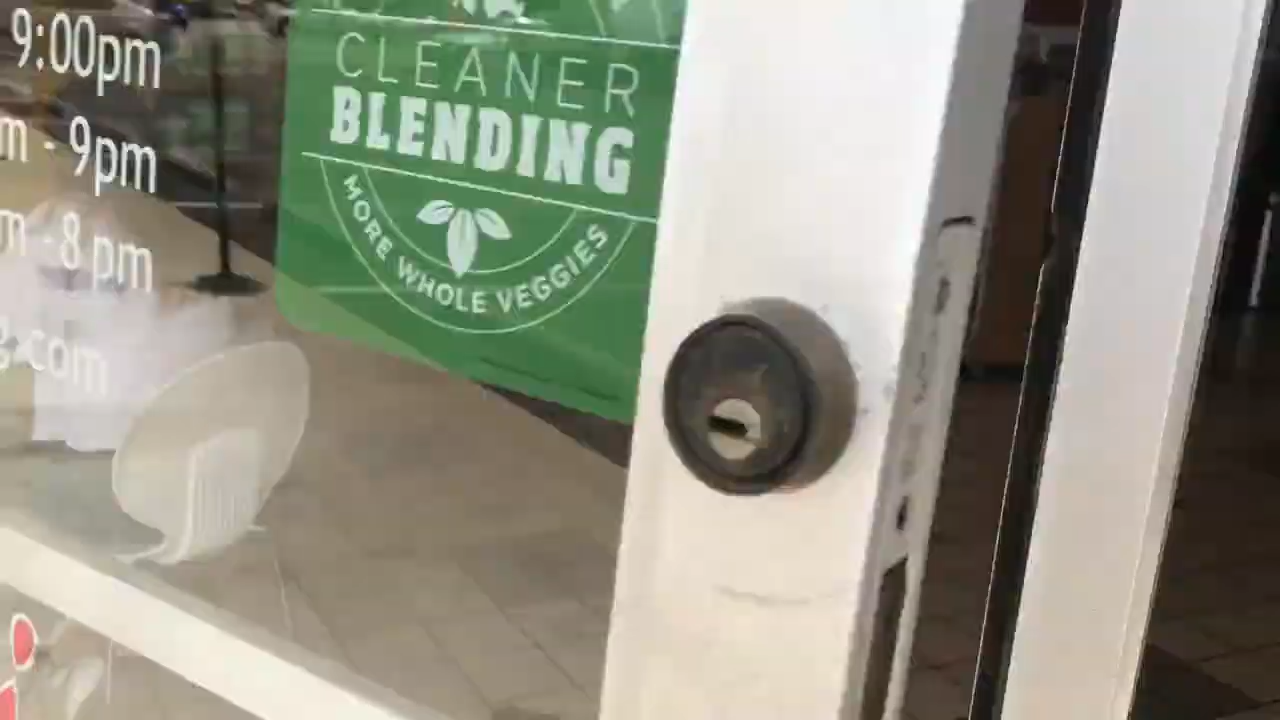 9:00pm
- 9pm
- 8 pm
.com
CLEANER
BLENDING
MORE WHOLE VEGGIES